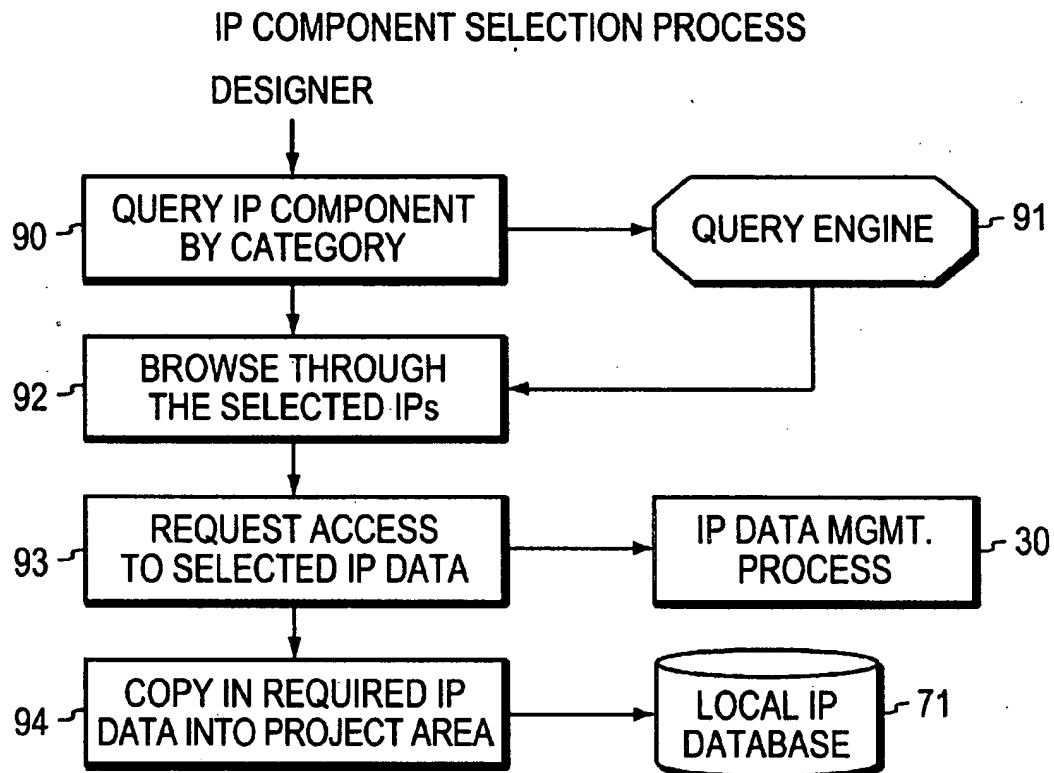 IP COMPONENT SELECTION PROCESS
DESIGNER
90
QUERY IP COMPONENT
BY CATEGORY
QUERY ENGINE
91
92
BROWSE THROUGH
THE SELECTED IPs
93
REQUEST ACCESS
TO SELECTED IP DATA
IP DATA MGMT.
PROCESS
30
94
COPY IN REQUIRED IP
DATA INTO PROJECT AREA
LOCAL IP
DATABASE
71